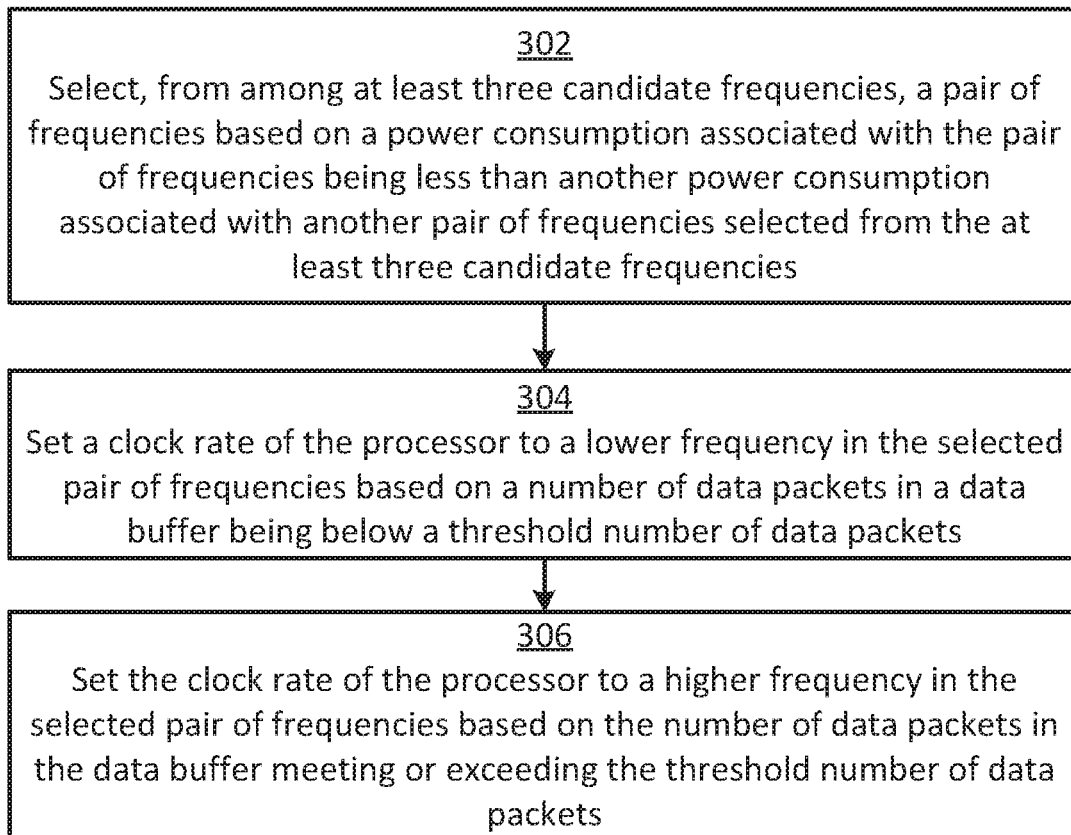 302
Select, from among at least three candidate frequencies, a pair of
frequencies based on a power consumption associated with the pair
of frequencies being less than another power consumption
associated with another pair of frequencies selected from the at
least three candidate frequencies
304
Set a clock rate of the processor to a lower frequency in the selected
pair of frequencies based on a number of data packets in a data
buffer being below a threshold number of data packets
306
Set the clock rate of the processor to a higher frequency in the
selected pair of frequencies based on the number of data packets in
the data buffer meeting or exceeding the threshold number of data
packets